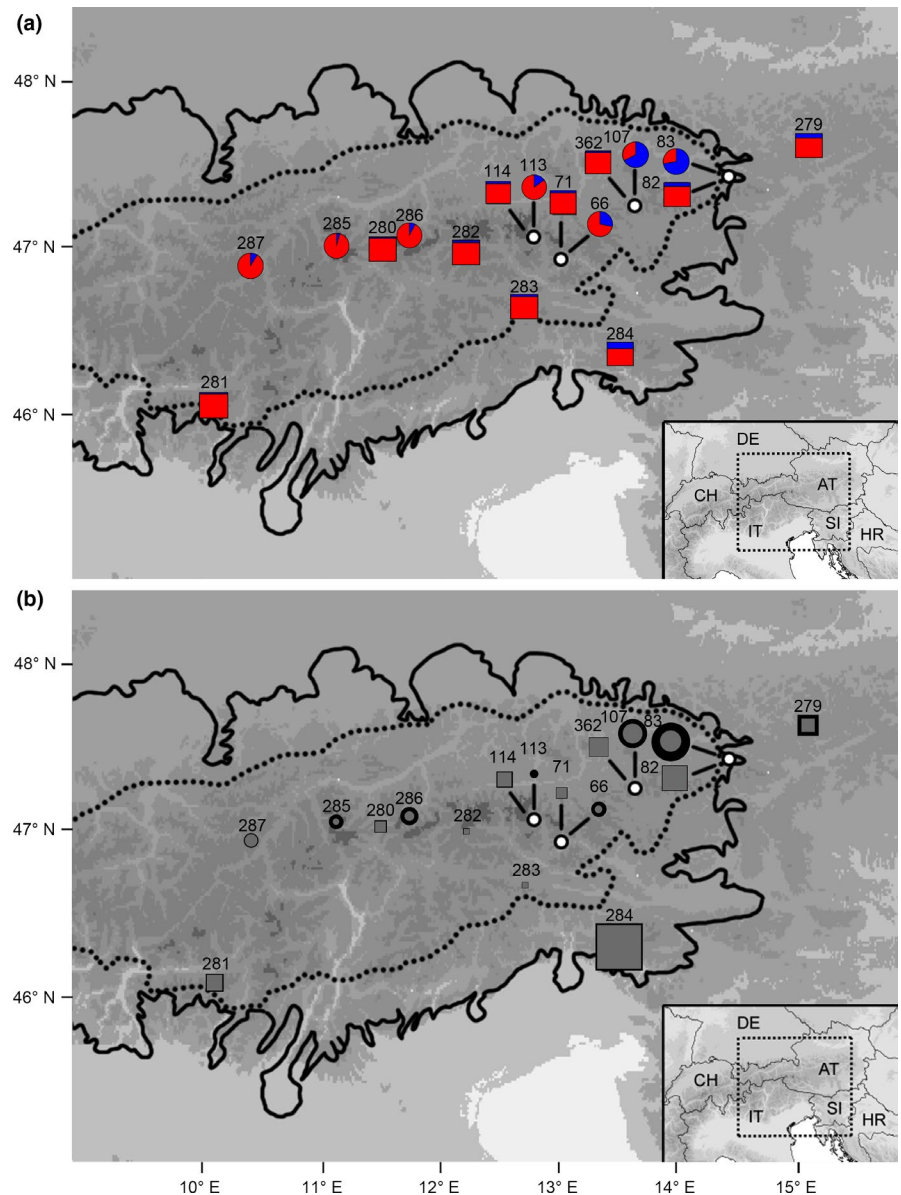 (a)
48° N
47° N
46° N
279
107
83
362
113
114
71
82
66
286
285
280
282
287
283
284
281
DE
CH
AT
IT
SI
HR
(b)
48° N
47° N
46° N
279
107
83
362
113
114
71
82
66
286
285
280
282
287
283
284
281
DE
CH
AT
IT
SI
HR
10° E
11° E
12° E
13° E
14° E
15° E